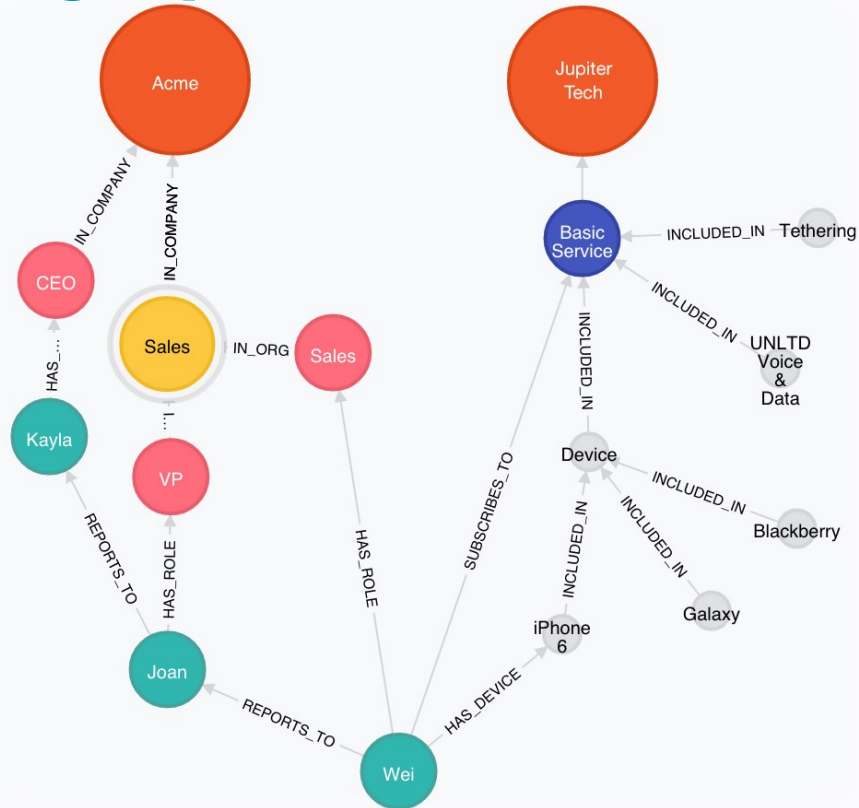 Acme
Jupiter
Tech
IN_COMPANY
IN_COMPANY
Basic
Service
INCLUDED_IN
Tethering
CEO
Sales
IN_ORG
Sales
INCLUDED_IN
INCLUDED_IN
UNLTD
Voice
&
Data
HAS_...
I...
Kayla
VP
Device
SUBSCRIBES_TO
INCLUDED_IN
Blackberry
REPORTS_TO
HAS_ROLE
HAS_ROLE
INCLUDED_IN
INCLUDED_IN
Galaxy
iPhone
6
Joan
HAS_DEVICE
REPORTS_TO
Wei